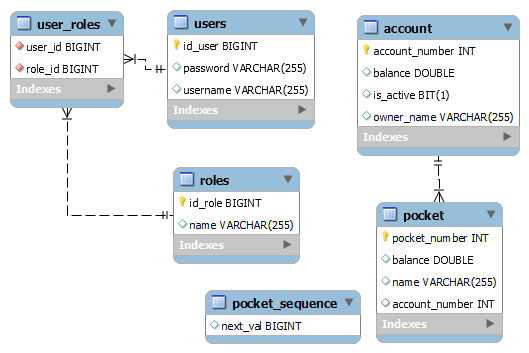 user_roles
user_id BIGINT
role_id BIGINT
Indexes
users
id_user BIGINT
password VARCHAR(255)
username VARCHAR(255)
Indexes
account
account_number INT
balance DOUBLE
is_active BIT(1)
owner_name VARCHAR(255)
Indexes
roles
id_role BIGINT
name VARCHAR(255)
Indexes
pocket
pocket_number INT
balance DOUBLE
name VARCHAR(255)
account_number INT
Indexes
pocket_sequence
next_val BIGINT